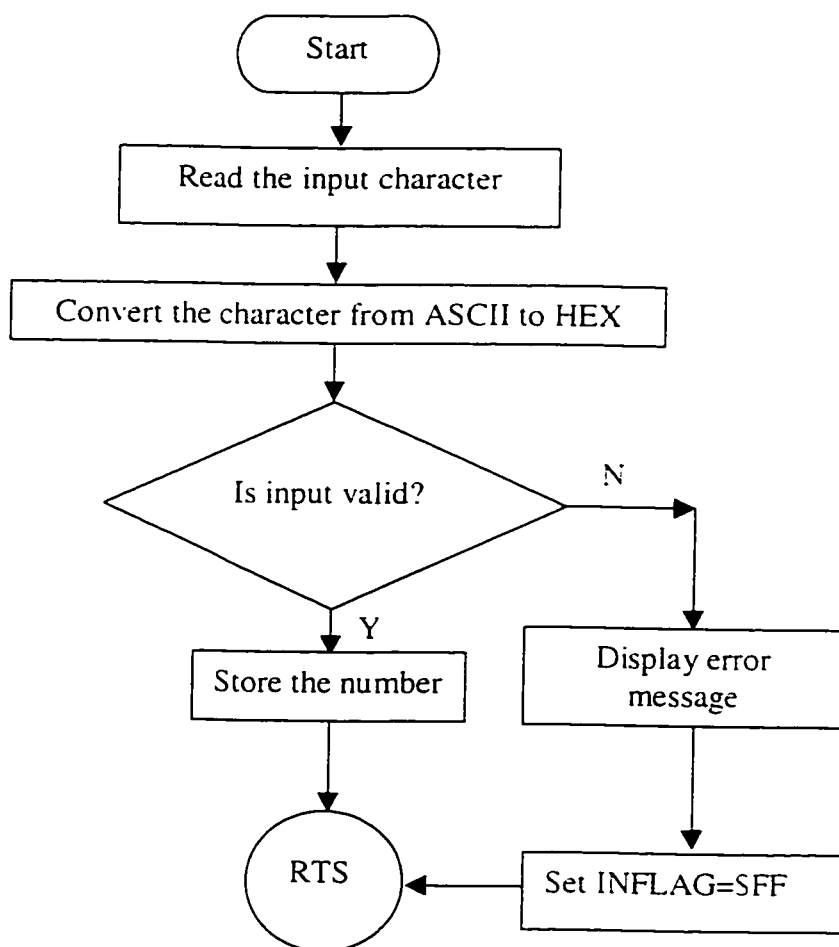 Start
Read the input character
Convert the character from ASCII to HEX
Is input valid?
N
Y
Store the number
Display error
message
RTS
Set INFLAG=SFF